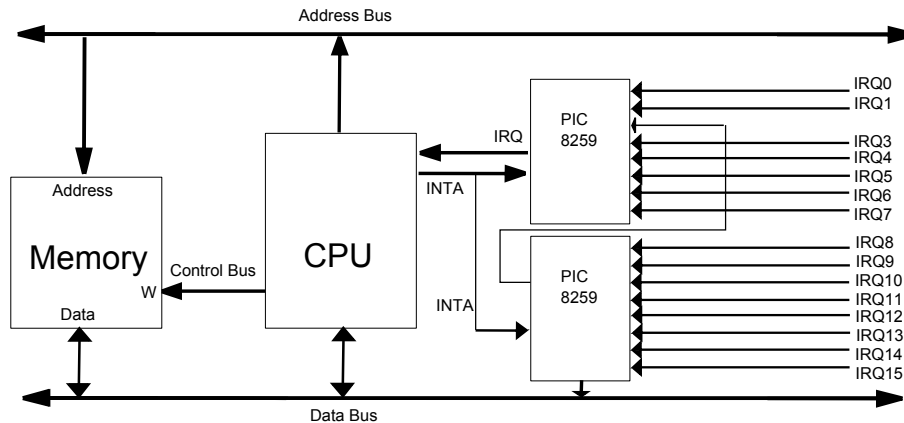 Address Bus
IRQ0
IRQ1
PIC
8259
IRQ
IRQ3
IRQ4
IRQ5
IRQ6
IRQ7
INTA
Address
Memory
W
Data
Control Bus
CPU
INTA
PIC
8259
IRQ8
IRQ9
IRQ10
IRQ11
IRQ12
IRQ13
IRQ14
IRQ15
Data Bus